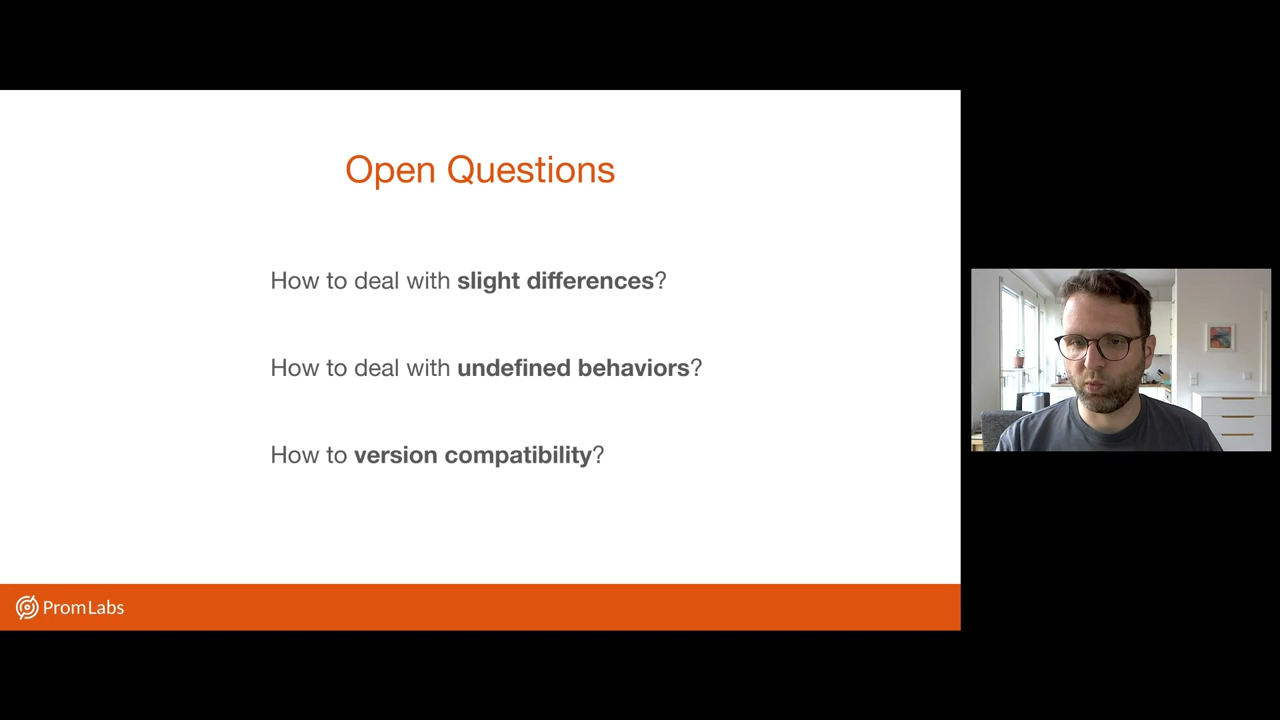 Open Questions
How to deal with slight differences?
How to deal with undefined behaviors?
How to version compatibility?
PromLabs